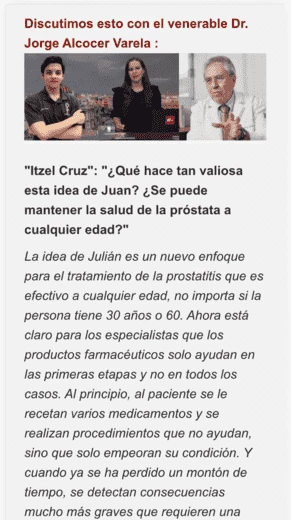 Discutimos esto con el venerable Dr.
Jorge Alcocer Varela :
"Itzel Cruz": "¿Qué hace tan valiosa
esta idea de Juan? ¿Se puede
mantener la salud de la próstata a
cualquier edad?"
La idea de Julián es un nuevo enfoque
para el tratamiento de la prostatitis que es
efectivo a cualquier edad, no importa si la
persona tiene 30 años o 60. Ahora está
claro para los especialistas que los
productos farmacéuticos solo ayudan en
las primeras etapas y no en todos los
casos. Al principio, al paciente se le
recetan varios medicamentos y se
realizan procedimientos que no ayudan,
sino que solo empeoran su condición. Y
cuando ya se ha perdido un montón de
tiempo, se detectan consecuencias
mucho más graves que requieren una